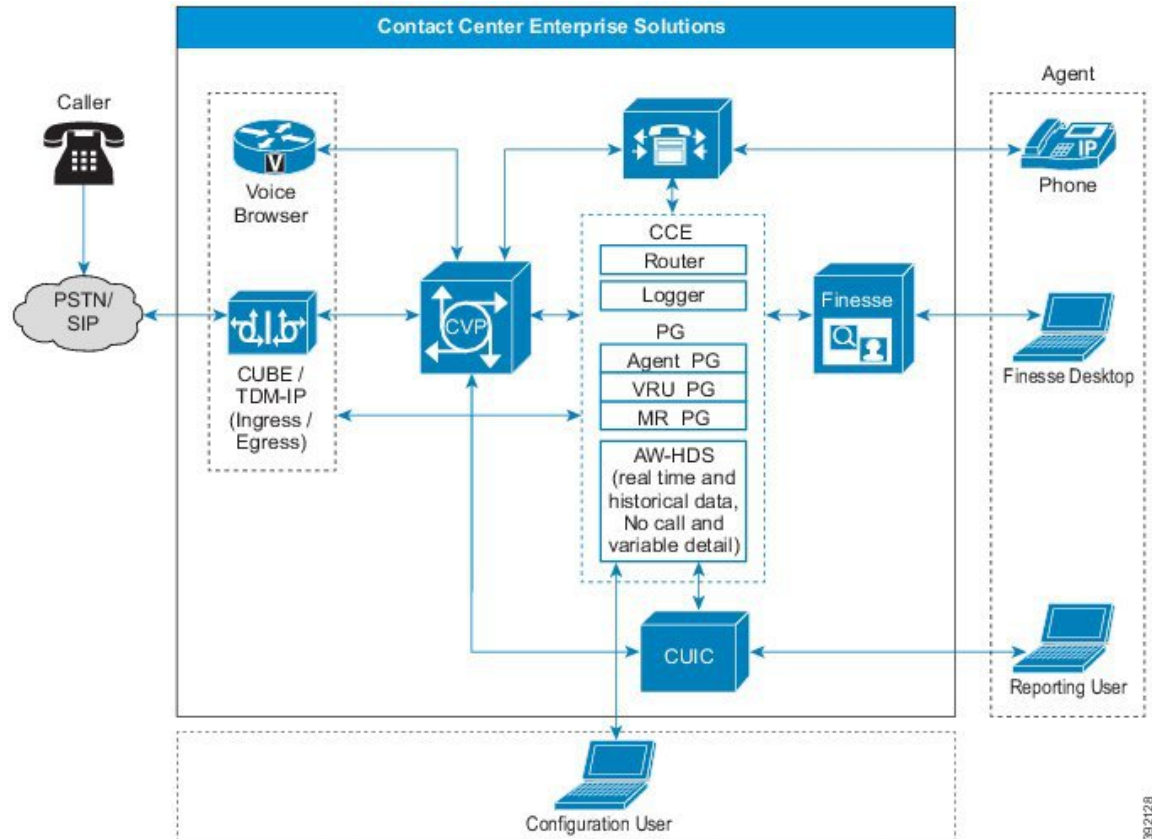 Contact Center Enterprise Solutions
Caller
PSTN/
SIP
Voice
Browser
V
CUBE /
TDM-IP
(Ingress /
Egress)
CVP
CCE
Router
Logger
PG
Agent PG
VRU PG
MR PG
AW-HDS
(real time and
historical data,
No call and
variable detail)
Finesse
CUIC
Agent
IP
Phone
Finesse Desktop
Reporting User
Configuration User
392128